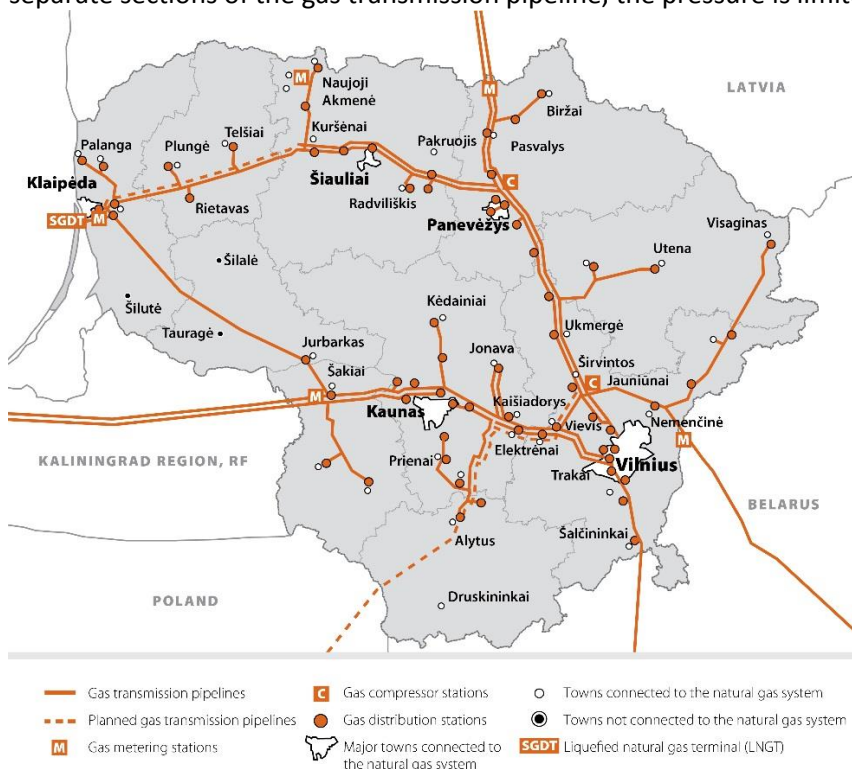 separate sections of the gas transmission pipeline, the pressure is limit
LATVIA
M
M
Naujoji
Akmenė
Biržai
Kuršėnai
Pakruojis
Pasvalys
Palanga
Plungė
Telšiai
Klaipėda
Šiauliai
C
SGDT M
Rietavas
Radviliškis
Panevėžys
Visaginas
Utena
Šilalė
Šilutė
Tauragė
Kėdainiai
Ukmergė
Jurbarkas
Jonava
Širvintos
Šakiai
C
Jauniūnai
M
Kaunas
Kaišiadorys
Vievis
Nemenčinė
M
Elektrėnai
KALININGRAD REGION, RF
Prienai
Trakai
Vilnius
BELARUS
Alytus
Šalčininkai
POLAND
Druskininkai
Gas transmission pipelines
C Gas compressor stations
Towns connected to the natural gas system
Planned gas transmission pipelines
Gas distribution stations
Towns not connected to the natural gas system
M Gas metering stations
Major towns connected to
the natural gas system
SGDT Liquefied natural gas terminal (LNGT)